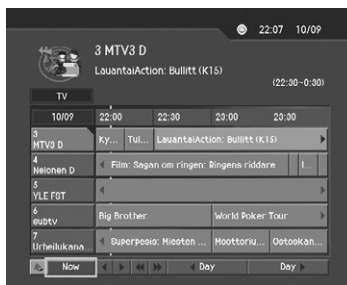 22:07 10/09
3 MTV3 D
LauantaiAction: Bullitt (K15)
(22:30~0:30)
TV
10/09 22:00 22:30 23:00 23:30
3 MTV3 D Ky... Tul... LauantaiAction: Bullitt (K15)
4 Nelonen D Film: Sagan om ringen: Ringens riddare I...
5 YLE FST
6 subtv Big Brother World Poker Tour
7 Urheilukana... Superpesis: Miesten ... Moottoriu... Ootoskan...
Now Day Day